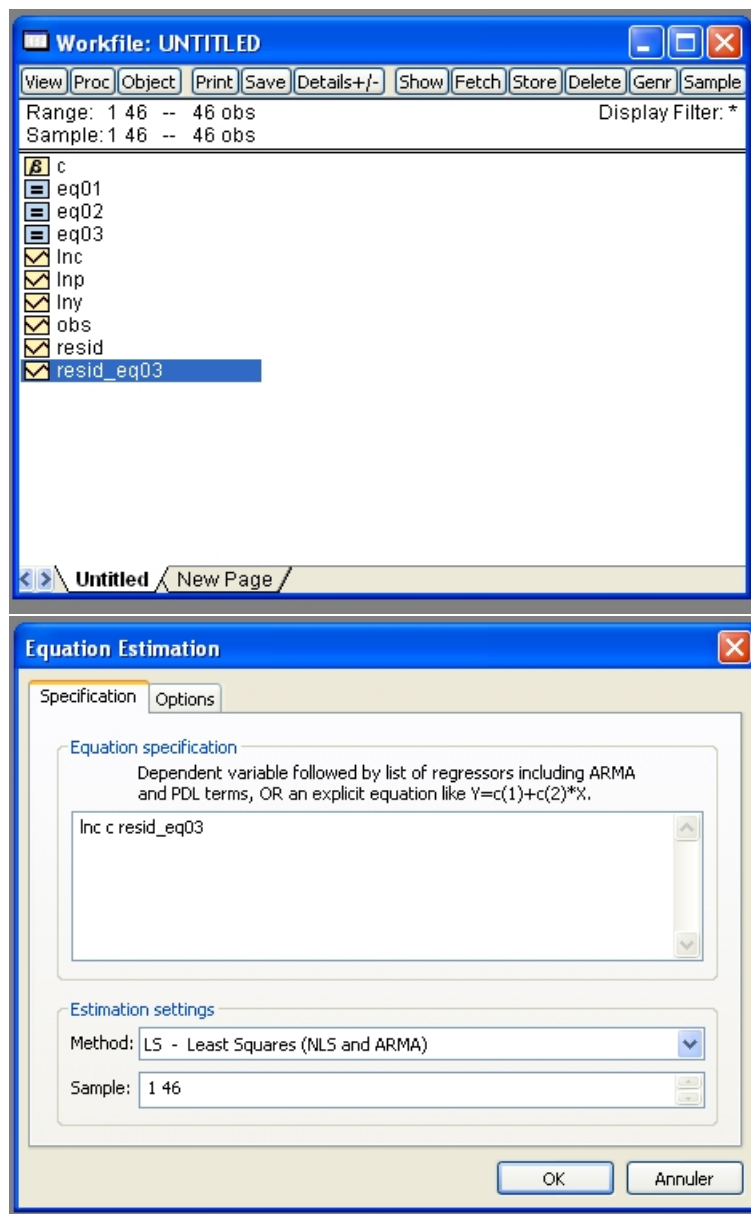 Workfile: UNTITLED
View Proc Object Print Save Details+/- Show Fetch Store Delete Genr Sample
Range: 1 46 -- 46 obs Display Filter: *
Sample: 1 46 -- 46 obs
β c
= eq01
= eq02
= eq03
lnc
lnp
lny
obs
resid
resid_eq03
Untitled New Page
Equation Estimation
Specification Options
Equation specification
Dependent variable followed by list of regressors including ARMA
and PDL terms, OR an explicit equation like Y=c(1)+c(2)*X.
lnc c resid_eq03
Estimation settings
Method: LS - Least Squares (NLS and ARMA)
Sample: 1 46
OK Annuler